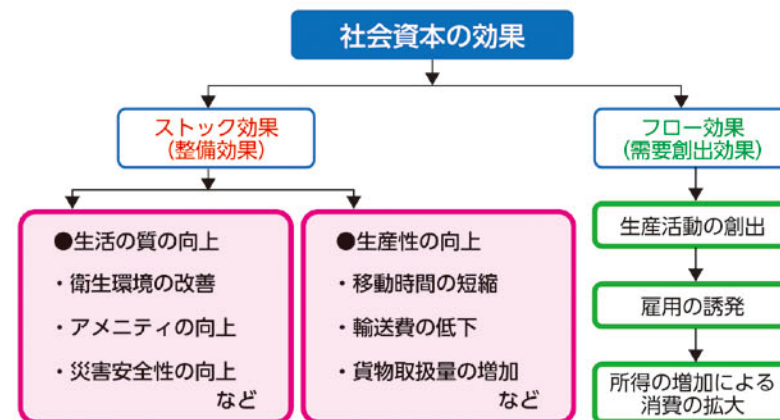 社会資本の効果
ストック効果
(整備効果)
フロー効果
(需要創出効果)
●生活の質の向上
・衛生環境の改善
・アメニティの向上
・災害安全性の向上
など
●生産性の向上
・移動時間の短縮
・輸送費の低下
・貨物取扱量の増加
など
生産活動の創出
雇用の誘発
所得の増加による
消費の拡大